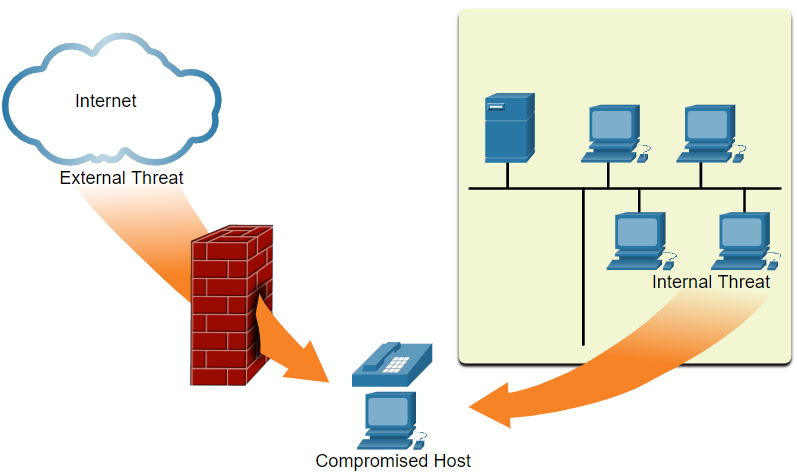 Internet
External Threat
Internal Threat
Compromised Host